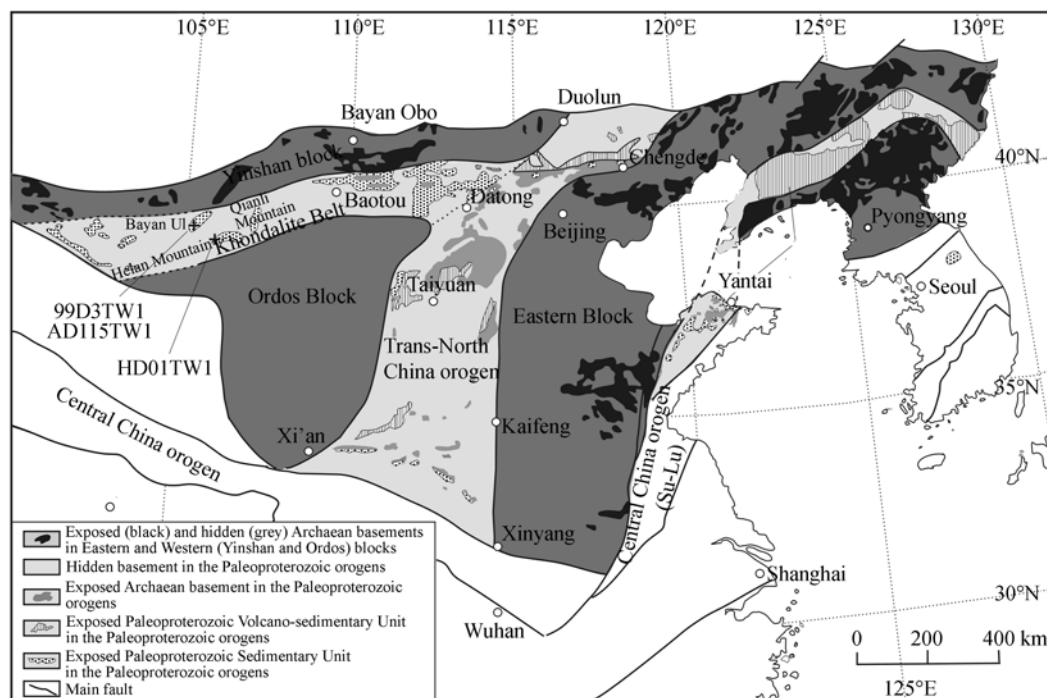 105°E
110°E
115°E
120°E
125°E
130°E
Bayan Obo
Duolun
Yinshan block
Chengde
40°N
Qianli
Mountain
Baotou
Datong
Bayan Ul
Khondalite Belt
Helan Mountain
Beijing
Pyongyang
99D3TW1
AD115TW1
HD01TW1
Ordos Block
Taiyuan
Eastern Block
Yantai
Seoul
Trans-North
China orogen
35°N
Central China orogen
Xi'an
Kaifeng
Central China orogen
(Su-Lu)
Xinyang
Shanghai
30°N
Wuhan
0 200 400 km
125°E
Exposed (black) and hidden (grey) Archaean basements
in Eastern and Western (Yinshan and Ordos) blocks
Hidden basement in the Paleoproterozoic orogens
Exposed Archaean basement in the Paleoproterozoic
orogens
Exposed Paleoproterozoic Volcano-sedimentary Unit
in the Paleoproterozoic orogens
Exposed Paleoproterozoic Sedimentary Unit
in the Paleoproterozoic orogens
Main fault